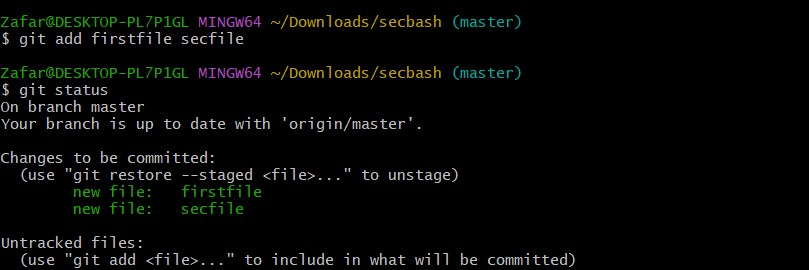 Zafar@DESKTOP-PL7P1GL MINGW64 ~/Downloads/secbash (master)
$ git add firstfile secfile
Zafar@DESKTOP-PL7P1GL MINGW64 ~/Downloads/secbash (master)
$ git status
On branch master
Your branch is up to date with 'origin/master'.
Changes to be committed:
(use "git restore --staged <file>..." to unstage)
new file: firstfile
new file: secfile
Untracked files:
(use "git add <file>..." to include in what will be committed)